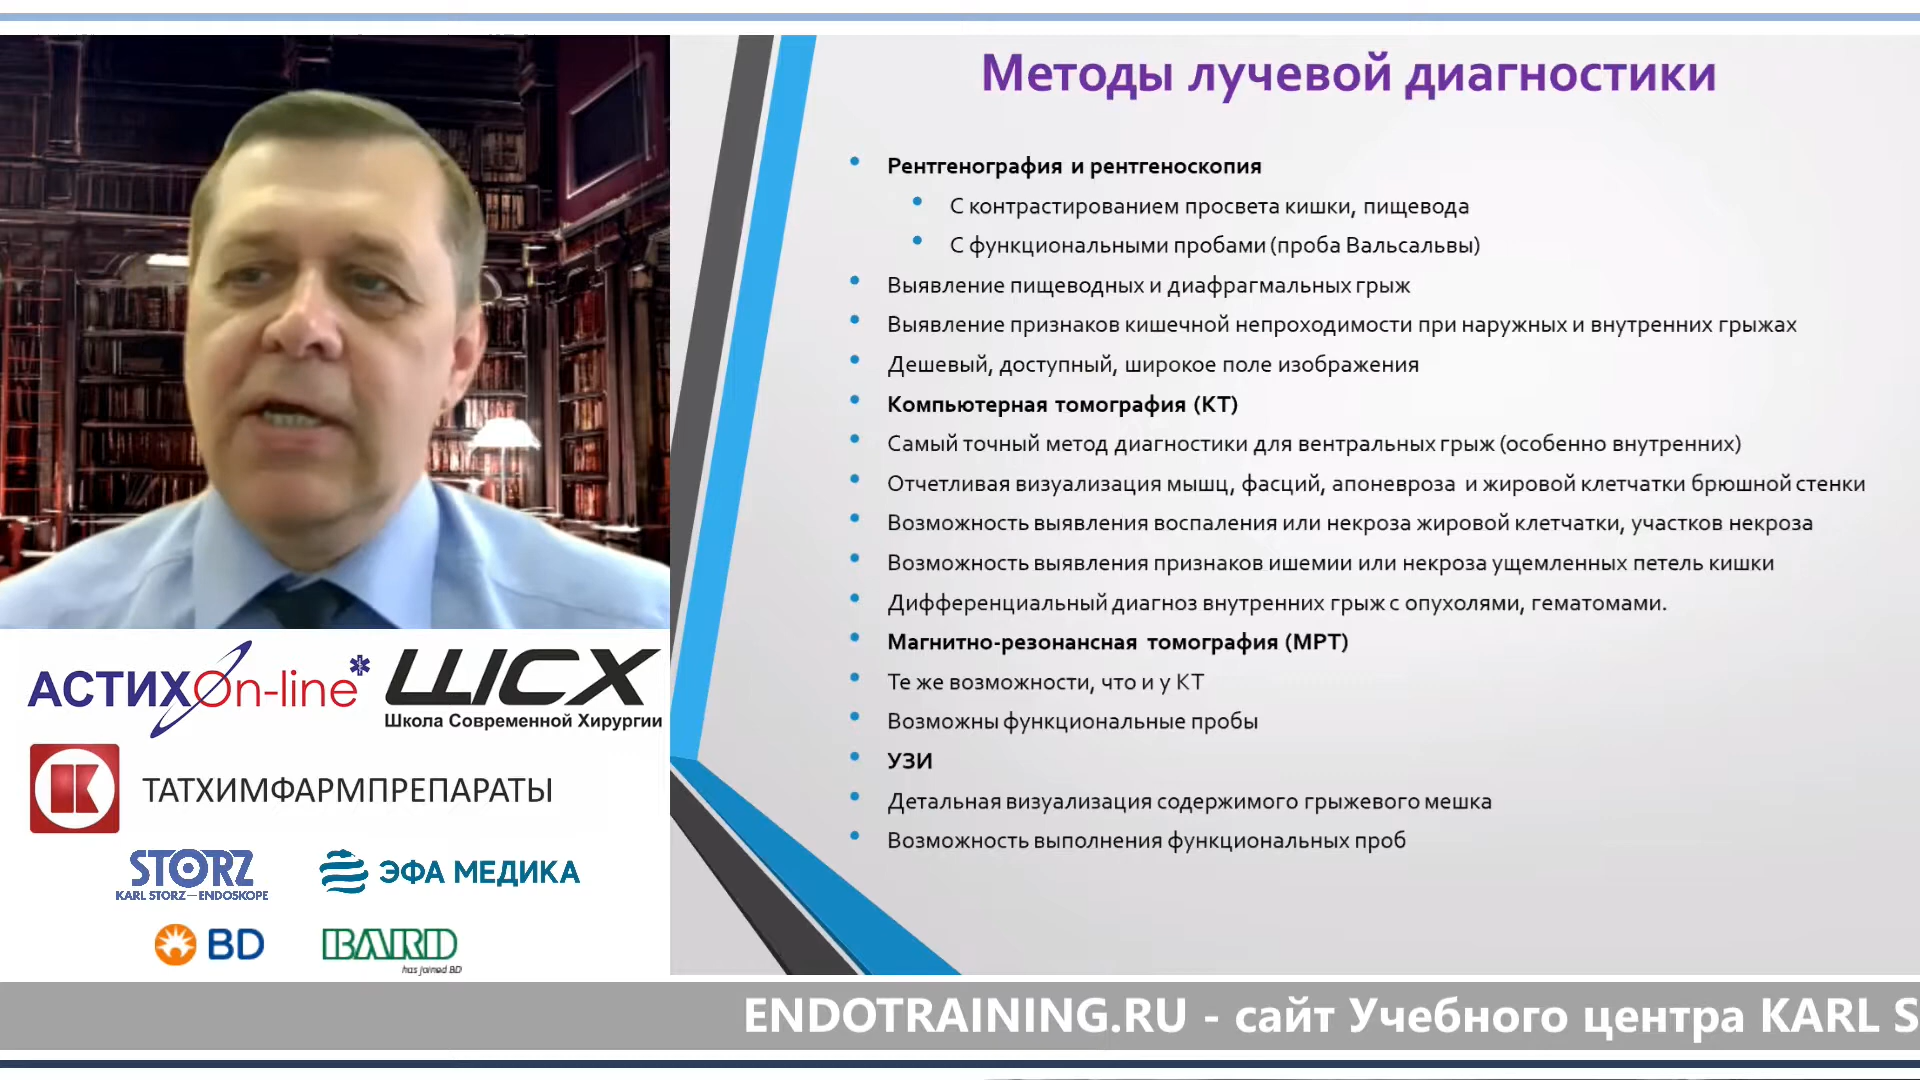 Методы лучевой диагностики
Рентгенография и рентгеноскопия
С контрастированием просвета кишки, пищевода
С функциональными пробами (проба Вальсальвы)
Выявление пищеводных и диафрагмальных грыж
Выявление признаков кишечной непроходимости при наружных и внутренних грыжах
Дешевый, доступный, широкое поле изображения
Компьютерная томография (КТ)
Самый точный метод диагностики для вентральных грыж (особенно внутренних)
Отчетливая визуализация мышц, фасций, апоневроза и жировой клетчатки брюшной стенки
Возможность выявления воспаления или некроза жировой клетчатки, участков некроза
Возможность выявления признаков ишемии или некроза ущемленных петель кишки
Дифференциальный диагноз внутренних грыж с опухолями, гематомами.
Магнитно-резонансная томография (МРТ)
Те же возможности, что и у КТ
Возможны функциональные пробы
УЗИ
Детальная визуализация содержимого грыжевого мешка
Возможность выполнения функциональных проб
АСТИХ On-line
ШСХ
Школа Современной Хирургии
ТАТХИМФАРМПРЕПАРАТЫ
STORZ
KARL STORZ—ENDOSKOPE
ЭФА МЕДИКА
BD
BARD
has joined BD
ENDOTRAINING.RU - сайт Учебного центра KARL S